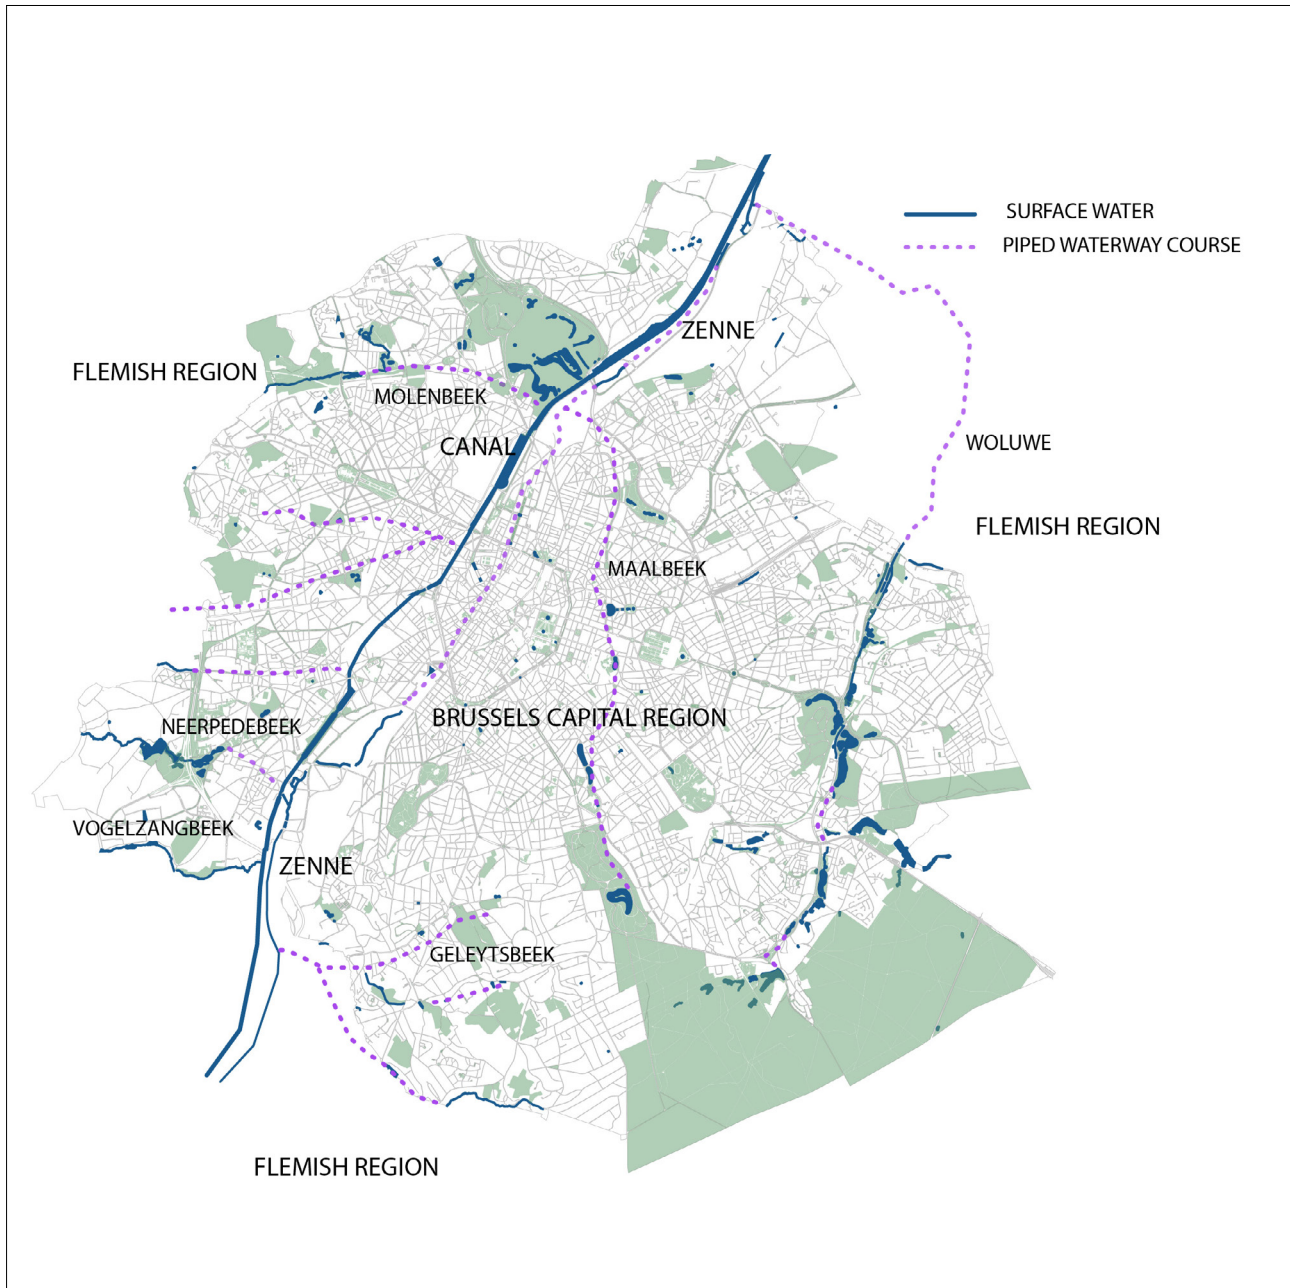 SURFACE WATER
PIPED WATERWAY COURSE
ZENNE
FLEMISH REGION
MOLENBEEK
CANAL
WOLUWE
FLEMISH REGION
MAALBEEK
BRUSSELS CAPITAL REGION
NEERPEDEBEEK
VOGELZANGBEEK
ZENNE
GELEYTSBEEK
FLEMISH REGION